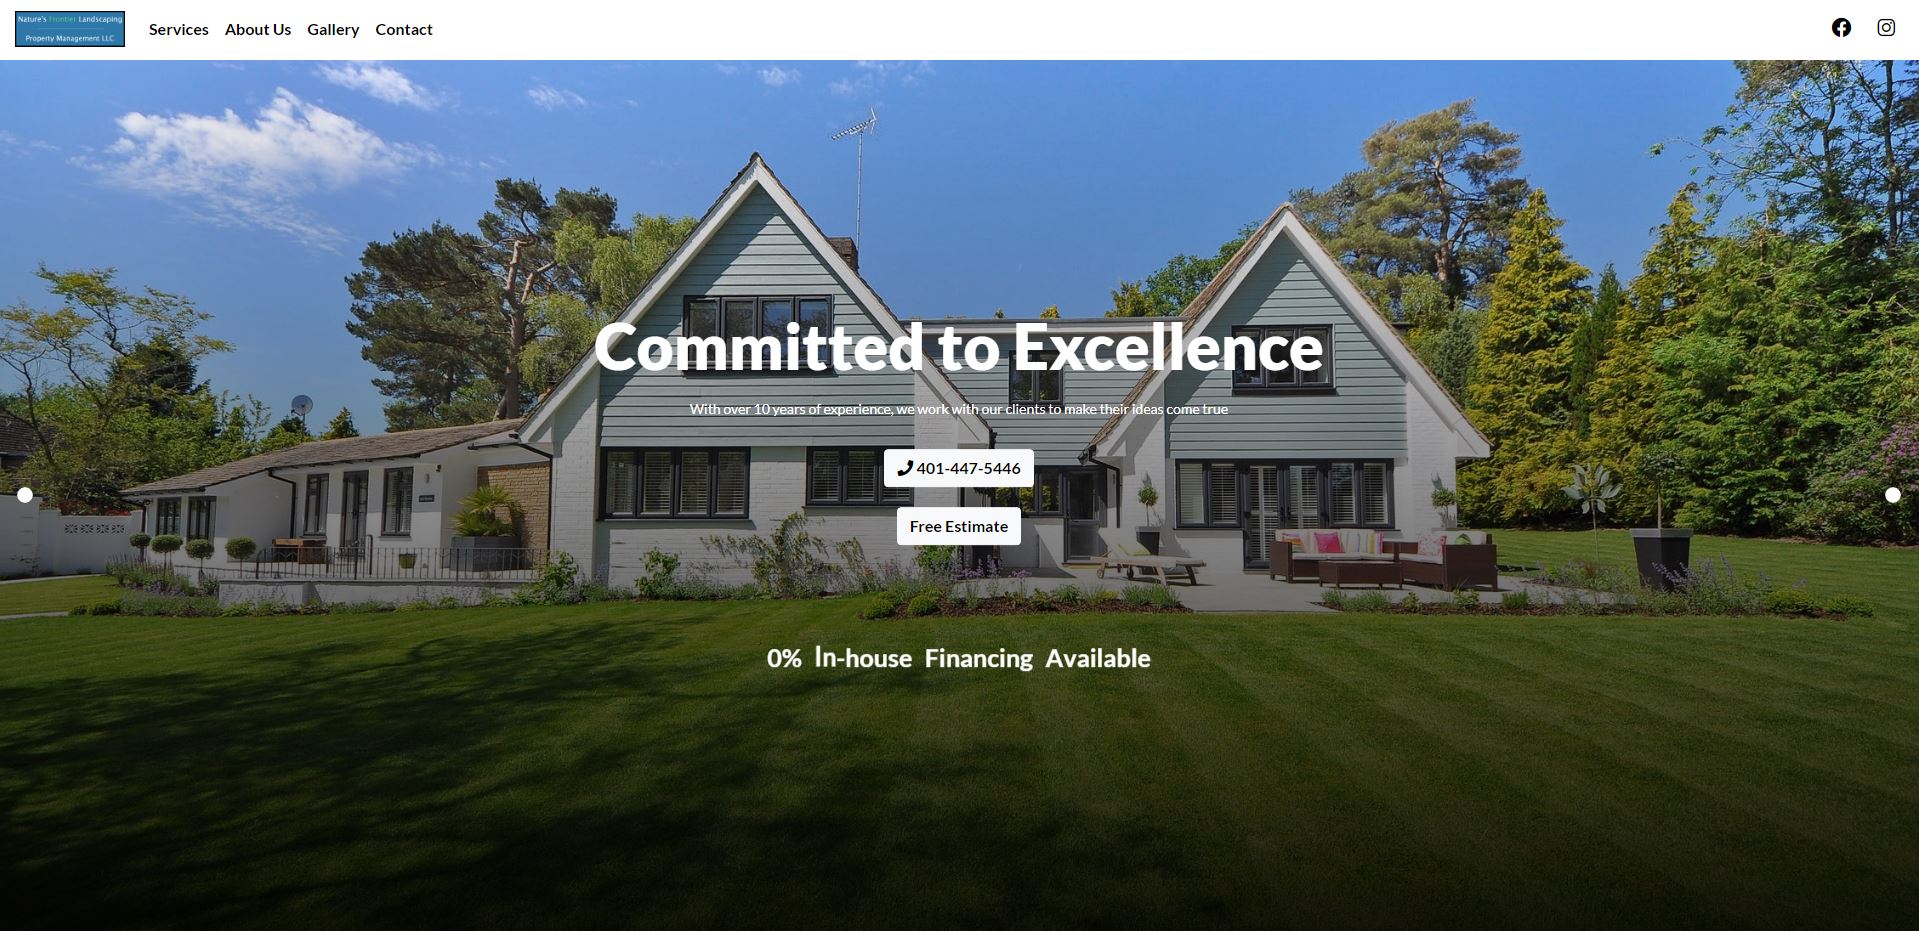 Nature's Frontier Landscaping
Property Management LLC
Services About Us Gallery Contact
Committed to Excellence
With over 10 years of experience, we work with our clients to make their ideas come true
401-447-5446
Free Estimate
0% In-house Financing Available